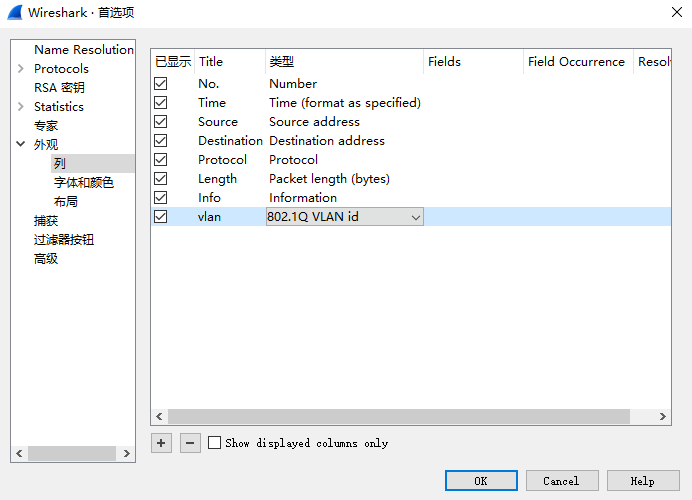 Wireshark · 首选项
Name Resolution
Protocols
RSA 密钥
Statistics
专家
外观
列
字体和颜色
布局
捕获
过滤器按钮
高级
已显示 Title 类型 Fields Field Occurrence Resol
No. Number
Time Time (format as specified)
Source Source address
Destination Destination address
Protocol Protocol
Length Packet length (bytes)
Info Information
vlan 802.1Q VLAN id
Show displayed columns only
OK Cancel Help